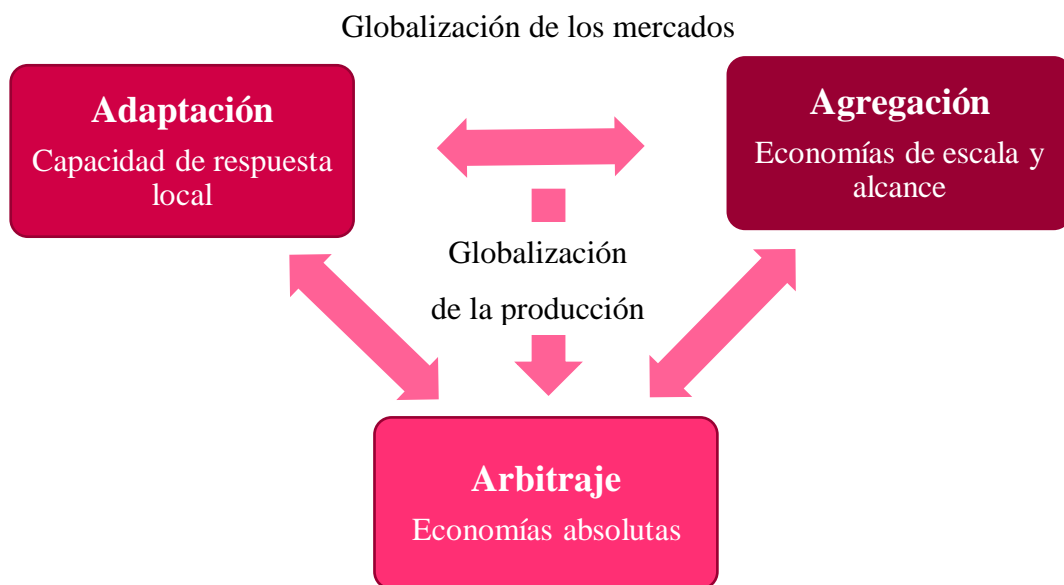 Globalización de los mercados
Adaptación
Capacidad de respuesta
local
Agregación
Economías de escala y
alcance
Globalización
de la producción
Arbitraje
Economías absolutas